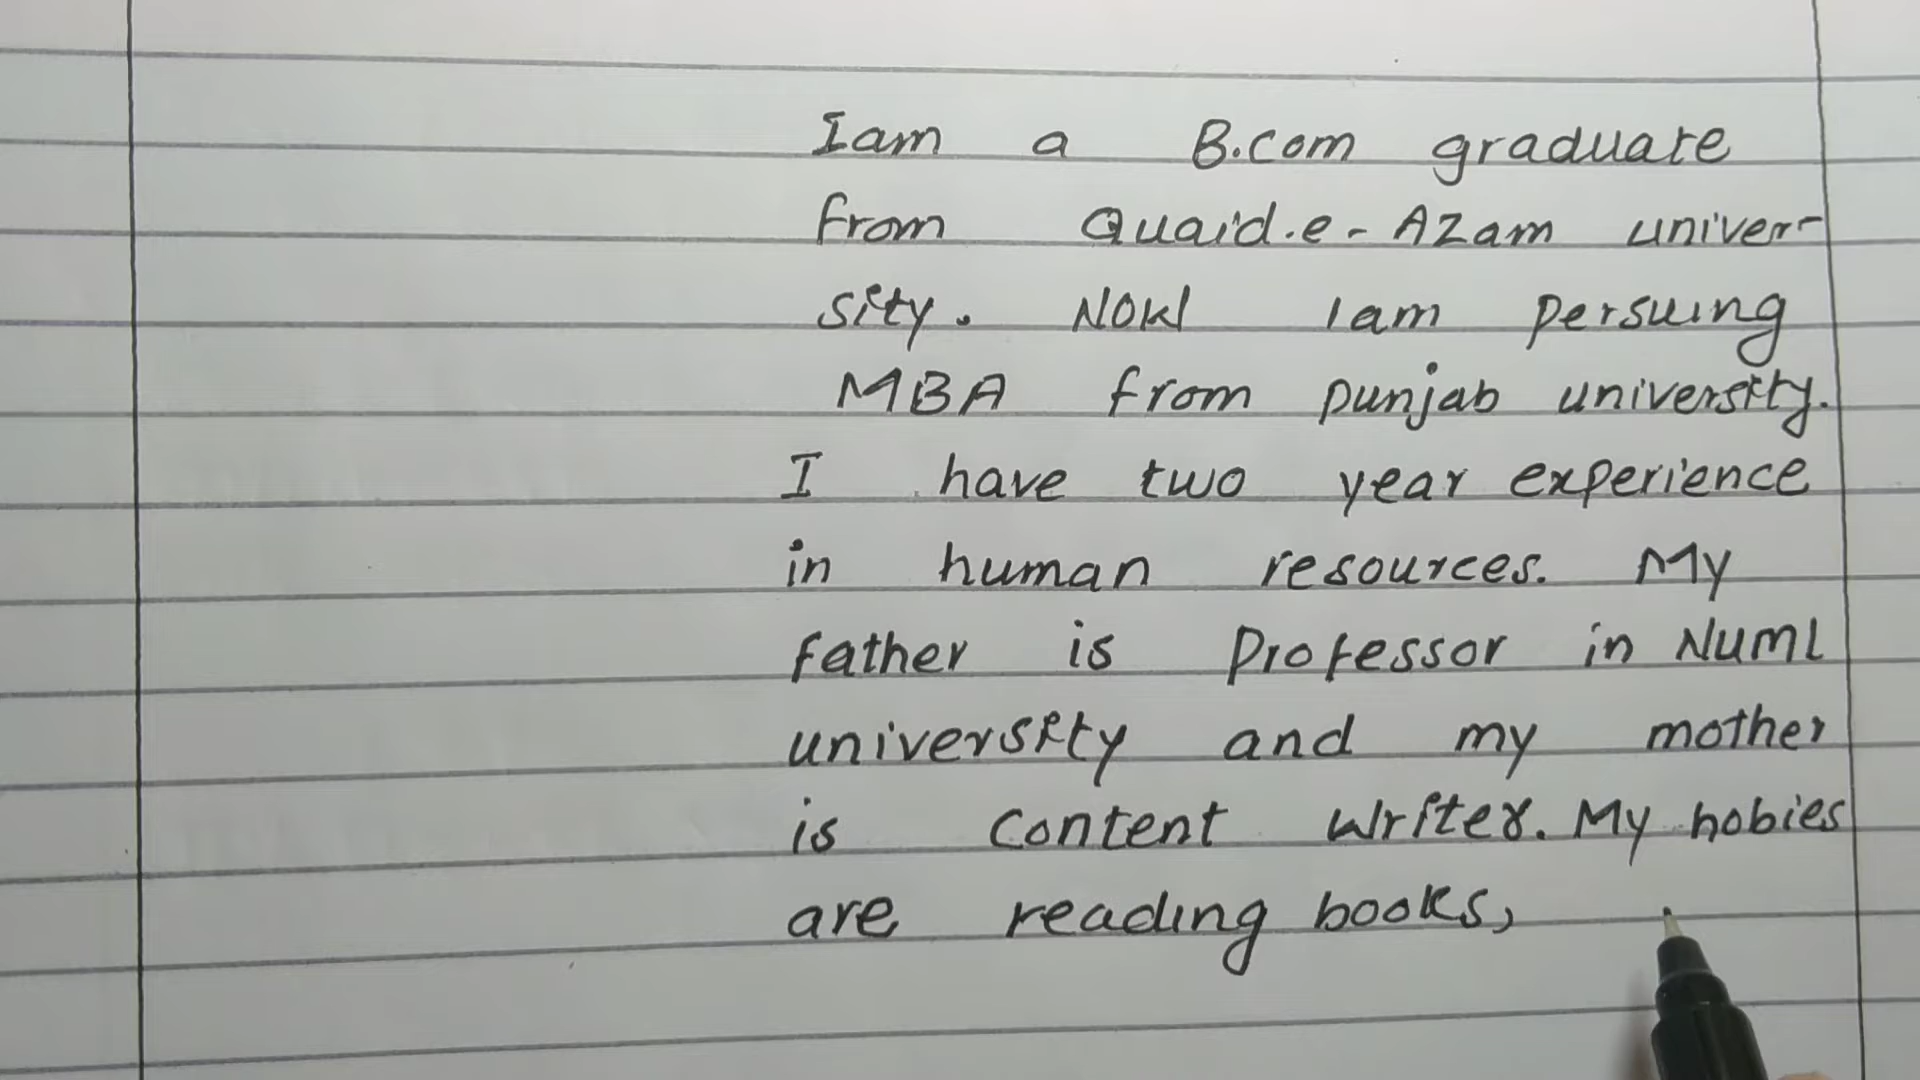 Iam a B.com graduate
from Quaid.e-Azam univer-
sity. Now Iam persuing
MBA from punjab university.
I have two year experience
in human resources. My
father is Professor in Numl
university and my mother
is content writer. My hobies
are reading books,